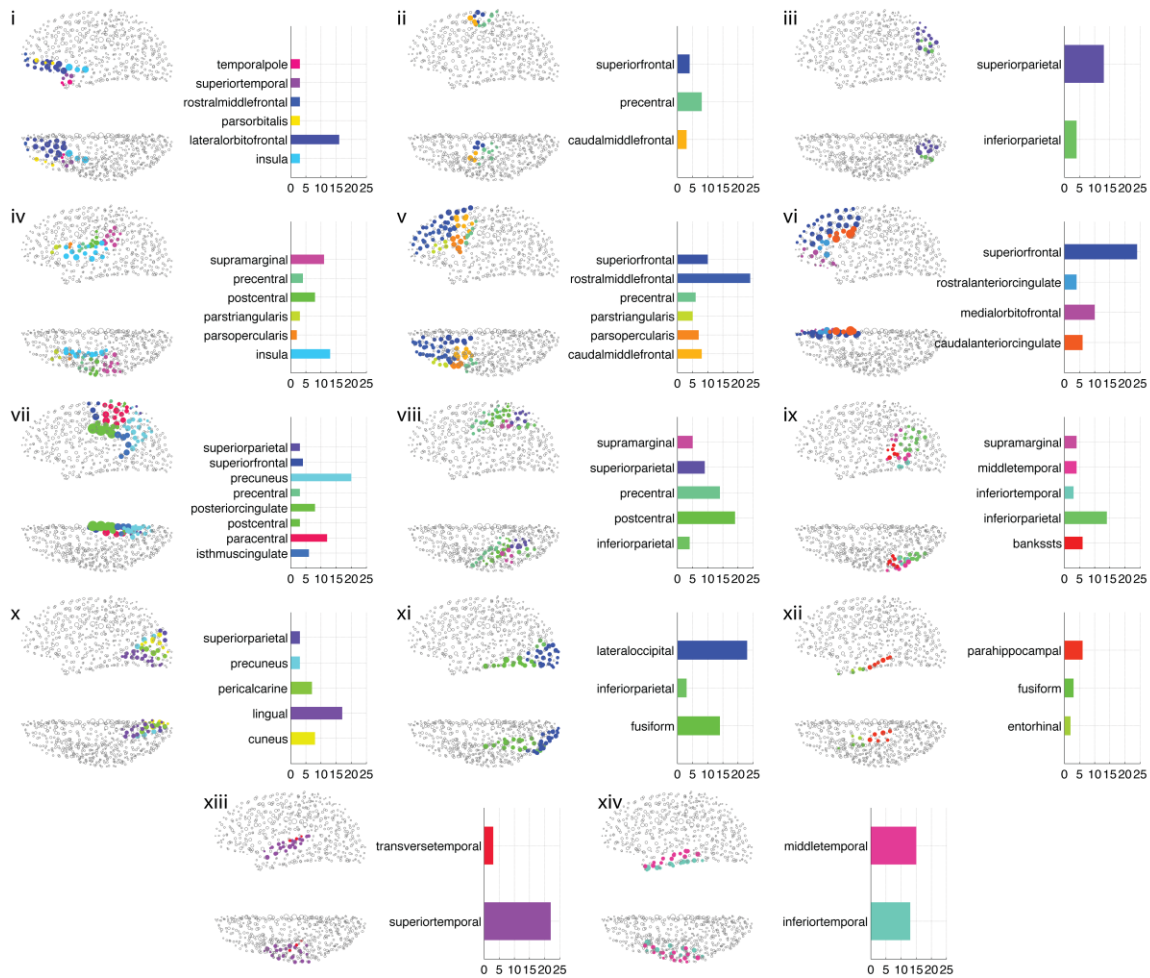 i
temporalpole
superiortemporal
rostralmiddlefrontal
parsorbitalis
lateralorbitofrontal
insula
0 5 10 15 20 25
ii
superiorfrontal
precentral
caudalmiddlefrontal
0 5 10 15 20 25
iii
superiorparietal
inferiorparietal
0 5 10 15 20 25
iv
supramarginal
precentral
postcentral
parstriangularis
parsopercularis
insula
0 5 10 15 20 25
v
superiorfrontal
rostralmiddlefrontal
precentral
parstriangularis
parsopercularis
caudalmiddlefrontal
0 5 10 15 20 25
vi
superiorfrontal
rostralanteriorcingulate
medialorbitofrontal
caudalanteriorcingulate
0 5 10 15 20 25
vii
superiorparietal
superiorfrontal
precuneus
precentral
posteriorcingulate
postcentral
paracentral
isthmuscingulate
0 5 10 15 20 25
viii
supramarginal
superiorparietal
precentral
postcentral
inferiorparietal
0 5 10 15 20 25
ix
supramarginal
middletemporal
inferiortemporal
inferiorparietal
bankssts
0 5 10 15 20 25
x
superiorparietal
precuneus
pericalcarine
lingual
cuneus
0 5 10 15 20 25
xi
lateraloccipital
inferiorparietal
fusiform
0 5 10 15 20 25
xii
parahippocampal
fusiform
entorhinal
0 5 10 15 20 25
xiii
transversetemporal
superiortemporal
0 5 10 15 20 25
xiv
middletemporal
inferiortemporal
0 5 10 15 20 25